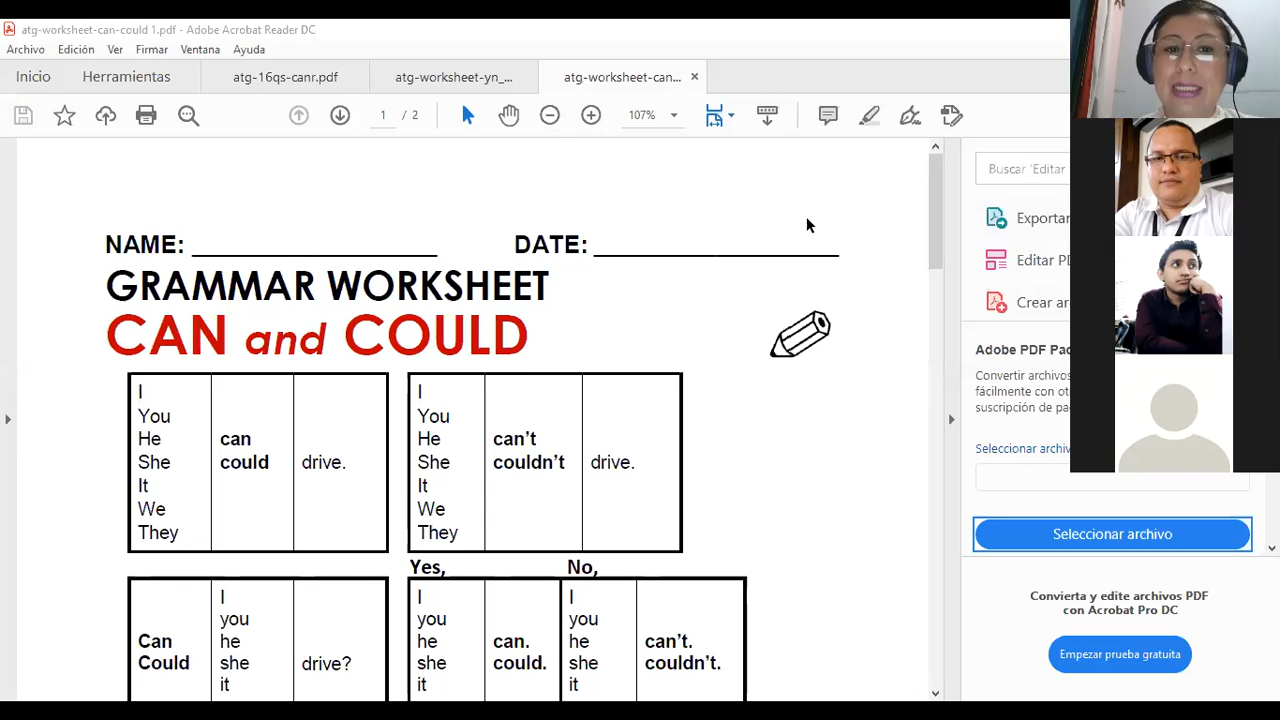 atg-worksheet-can-could 1.pdf - Adobe Acrobat Reader DC
Archivo Edición Ver Firmar Ventana Ayuda
Inicio Herramientas atg-16qs-canr.pdf atg-worksheet-yn_... atg-worksheet-can... ×
1 / 2 107%
NAME: DATE:
GRAMMAR WORKSHEET
CAN and COULD
I
You
He
She
It
We
They
can
could
drive.
I
You
He
She
It
We
They
can't
couldn't
drive.
Can
Could
I
you
he
she
it
drive?
Yes,
I
you
he
she
it
can.
could.
No,
I
you
he
she
it
can't.
couldn't.
Buscar 'Editar
Exportar
Editar PD
Crear ar
Adobe PDF Pac
Convertir archivos
fácilmente con ot
suscripción de pa
Seleccionar archiv
Seleccionar archivo
Convierta y edite archivos PDF
con Acrobat Pro DC
Empezar prueba gratuita